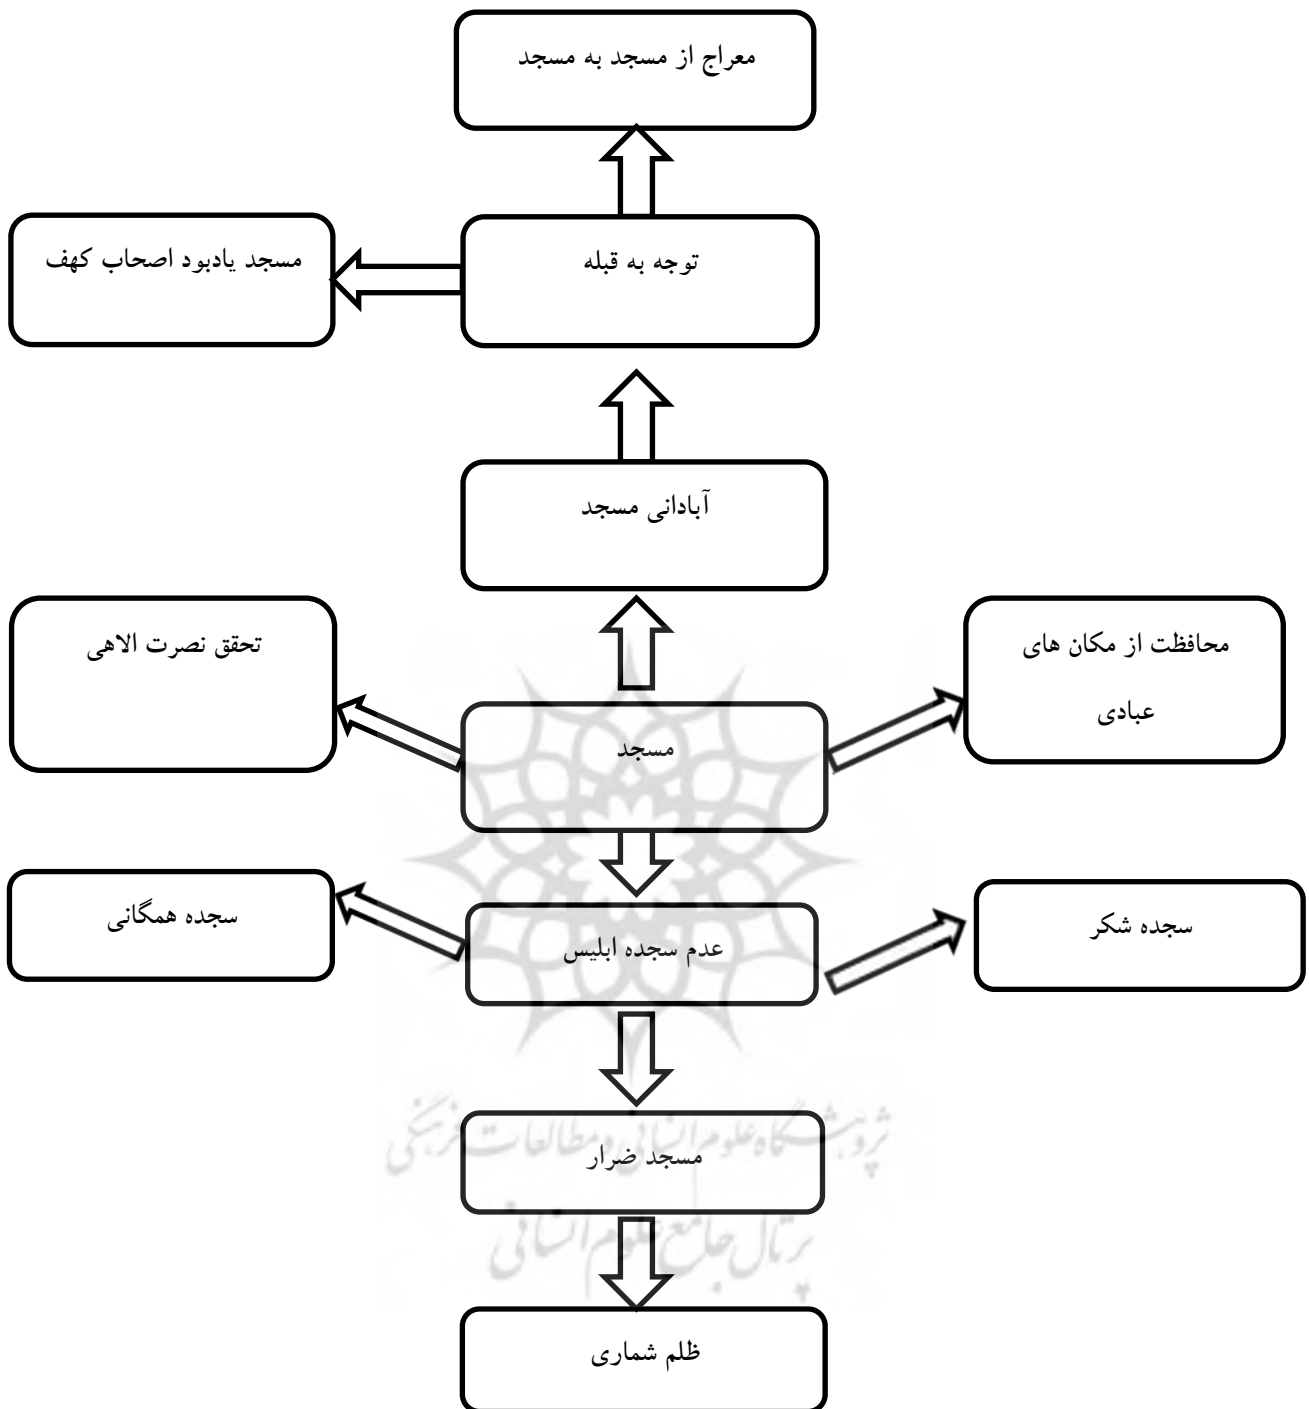 معراج از مسجد به مسجد
توجه به قبله
مسجد یادبود اصحاب کهف
آبادانی مسجد
محافظت از مکان های
عبادی
تحقق نصرت الاهی
مسجد
سجده شکر
عدم سجده ابلیس
سجده همگانی
مسجد ضرار
پژوهشگاه علوم انسانی و مطالعات فرهنگی
پرتال جامع علوم انسانی
ظلم شماری